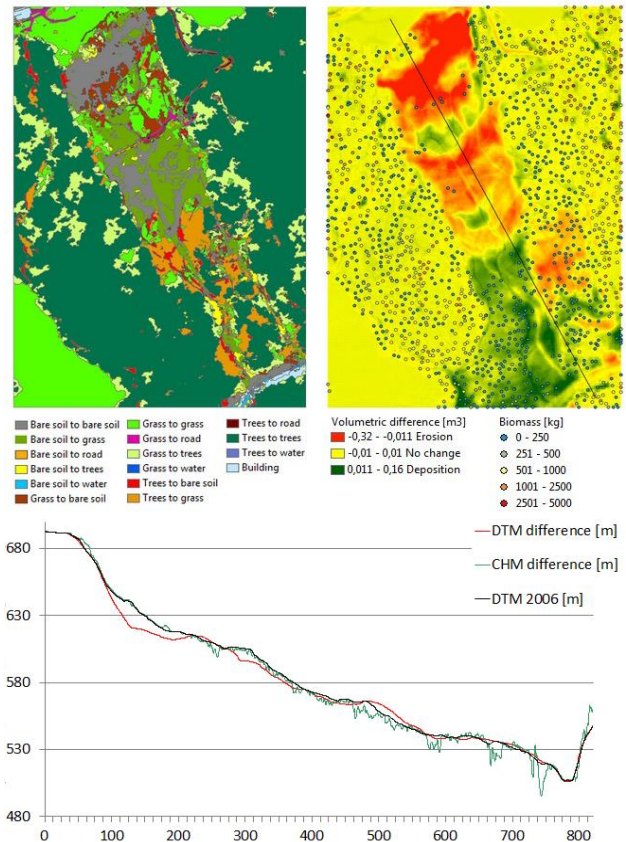 Bare soil to bare soil
Bare soil to grass
Bare soil to road
Bare soil to trees
Bare soil to water
Grass to bare soil
Grass to grass
Grass to road
Grass to trees
Grass to water
Trees to bare soil
Trees to grass
Trees to road
Trees to trees
Trees to water
Building
Volumetric difference [m3]
-0,32 - -0,011 Erosion
-0,01 - 0,01 No change
0,011 - 0,16 Deposition
Biomass [kg]
0 - 250
251 - 500
501 - 1000
1001 - 2500
2501 - 5000
DTM difference [m]
CHM difference [m]
DTM 2006 [m]
680
630
580
530
480
0 100 200 300 400 500 600 700 800